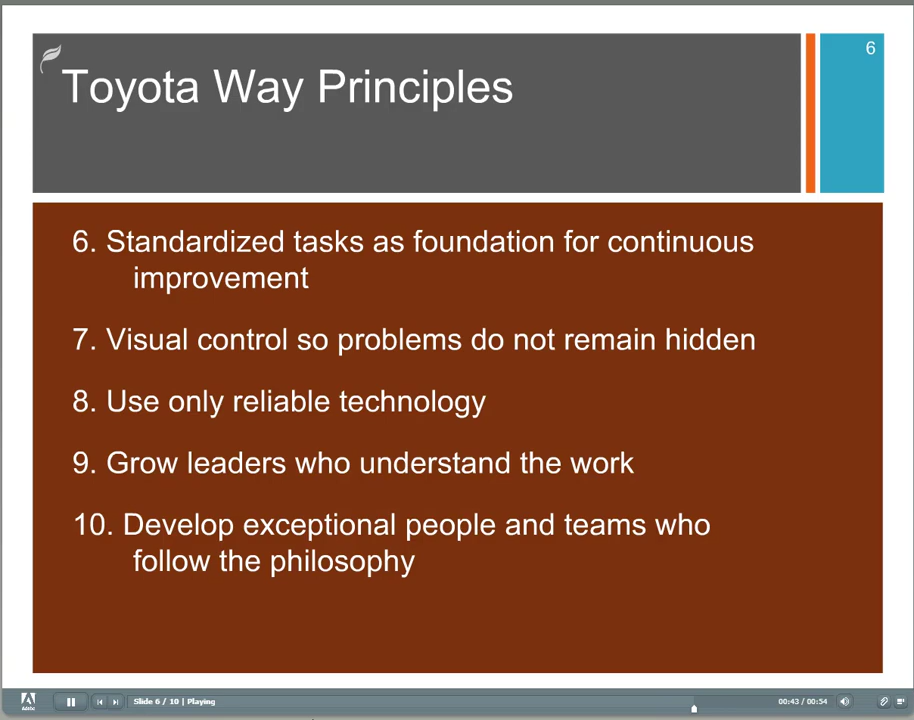 6
Toyota Way Principles
6. Standardized tasks as foundation for continuous
improvement
7. Visual control so problems do not remain hidden
8. Use only reliable technology
9. Grow leaders who understand the work
10. Develop exceptional people and teams who
follow the philosophy
Adobe
Slide 6 / 10 | Playing
00:43 / 00:54